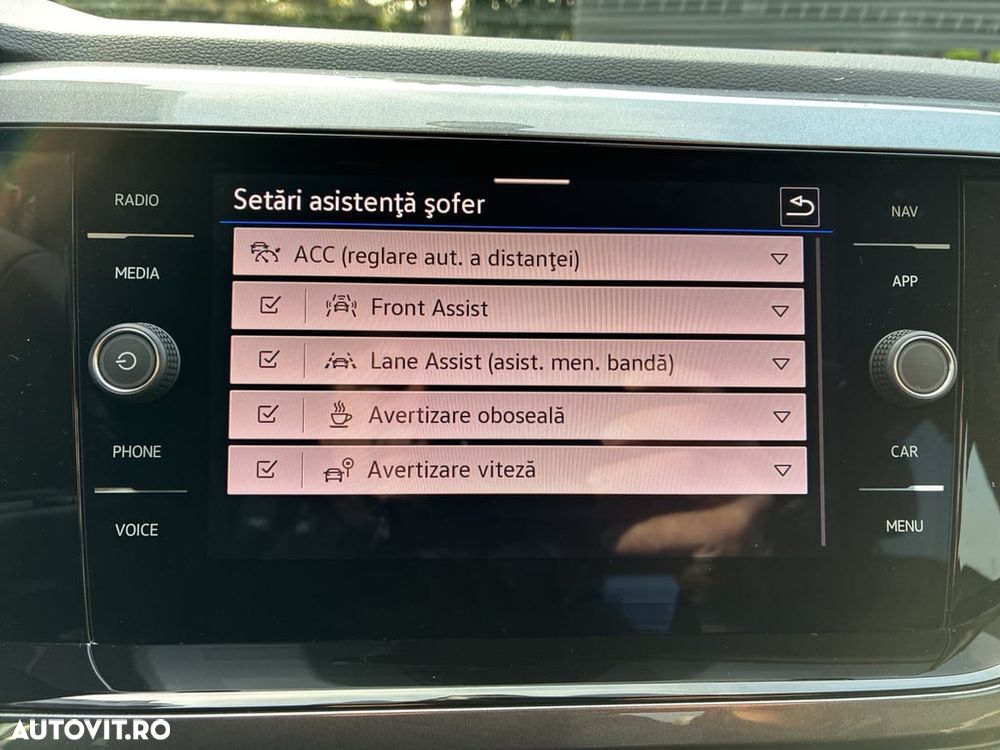 Setări asistenţă şofer
RADIO
NAV
ACC (reglare aut. a distanţei)
MEDIA
APP
Front Assist
Lane Assist (asist. men. bandă)
Avertizare oboseală
PHONE
CAR
Avertizare viteză
VOICE
MENU
AUTOVIT.RO